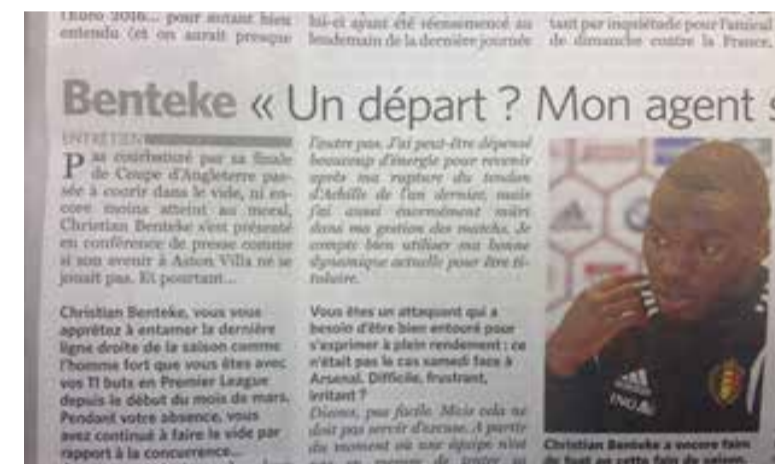 l'Euro 2016... pour autant bien
entendu (et on aurait presque
lui-ci ayant été réensemencé au
lendemain de la dernière journée
tant par inquiétude pour l'amical
de dimanche contre la France,
Benteke « Un départ ? Mon agent s
ENTRETIEN
Pas courbaturé par sa finale
de Coupe d'Angleterre pas-
sée à courir dans le vide, ni en-
core moins atteint au moral,
Christian Benteke s'est présenté
en conférence de presse comme
si son avenir à Aston Villa ne se
jouait pas. Et pourtant...
Christian Benteke, vous vous
apprêtez à entamer la dernière
ligne droite de la saison comme
l'homme fort que vous êtes avec
vos 11 buts en Premier League
depuis le début du mois de mars.
Pendant votre absence, vous
avez continué à faire le vide par
rapport à la concurrence...
l'autre pas. J'ai peut-être dépensé
beaucoup d'énergie pour revenir
après ma rupture du tendon
d'Achille de l'an dernier, mais
j'ai aussi énormément mûri
dans ma gestion des matchs. Je
compte bien utiliser ma bonne
dynamique actuelle pour être ti-
tulaire.
Vous êtes un attaquant qui a
besoin d'être bien entouré pour
s'exprimer à plein rendement ; ce
n'était pas le cas samedi face à
Arsenal. Difficile, frustrant,
irritant ?
Disons, pas facile. Mais cela ne
doit pas servir d'excuse. A partir
du moment où une équipe n'est
pas en mesure de tenter sa
adidas
ING
Christian Benteke a encore faim
de foot en cette fin de saison.